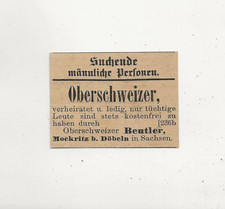 Suchende
männliche Personen.
Oberschweizer,
verheiratet u. ledig, nur tüchtige
Leute sind stets kostenfrei zu
haben durch [236b
Oberschweizer Beutler,
Mockritz b. Döbeln in Sachsen.